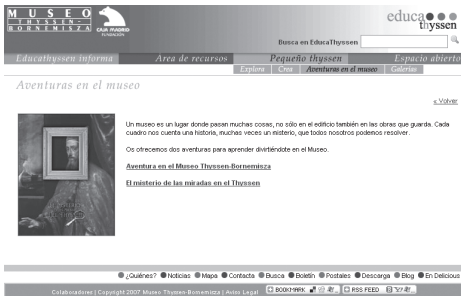 MUSEO
THYSSEN-
BORNEMISZA
CAJA MADRID
FUNDACIÓN
educa
thyssen
Busca en EducaThyssen
Educathyssen informa Área de recursos Pequeño thyssen Espacio abierto
Explora | Crea | Aventuras en el museo | Galerías
Aventuras en el museo
« Volver
Un museo es un lugar donde pasan muchas cosas, no sólo en el edificio también en las obras que guarda. Cada
cuadro nos cuenta una historia, muchas veces un misterio, que todos nosotros podemos resolver.
Os ofrecemos dos aventuras para aprender divirtiéndote en el Museo.
Aventura en el Museo Thyssen-Bornemisza
El misterio de las miradas en el Thyssen
¿Quiénes? Noticias Mapa Contacta Busca Boletín Postales Descarga Blog En Delicious
Colaboradores | Copyright 2007 Museo Thyssen-Bornemisza | Aviso Legal BOOKMARK RSS FEED